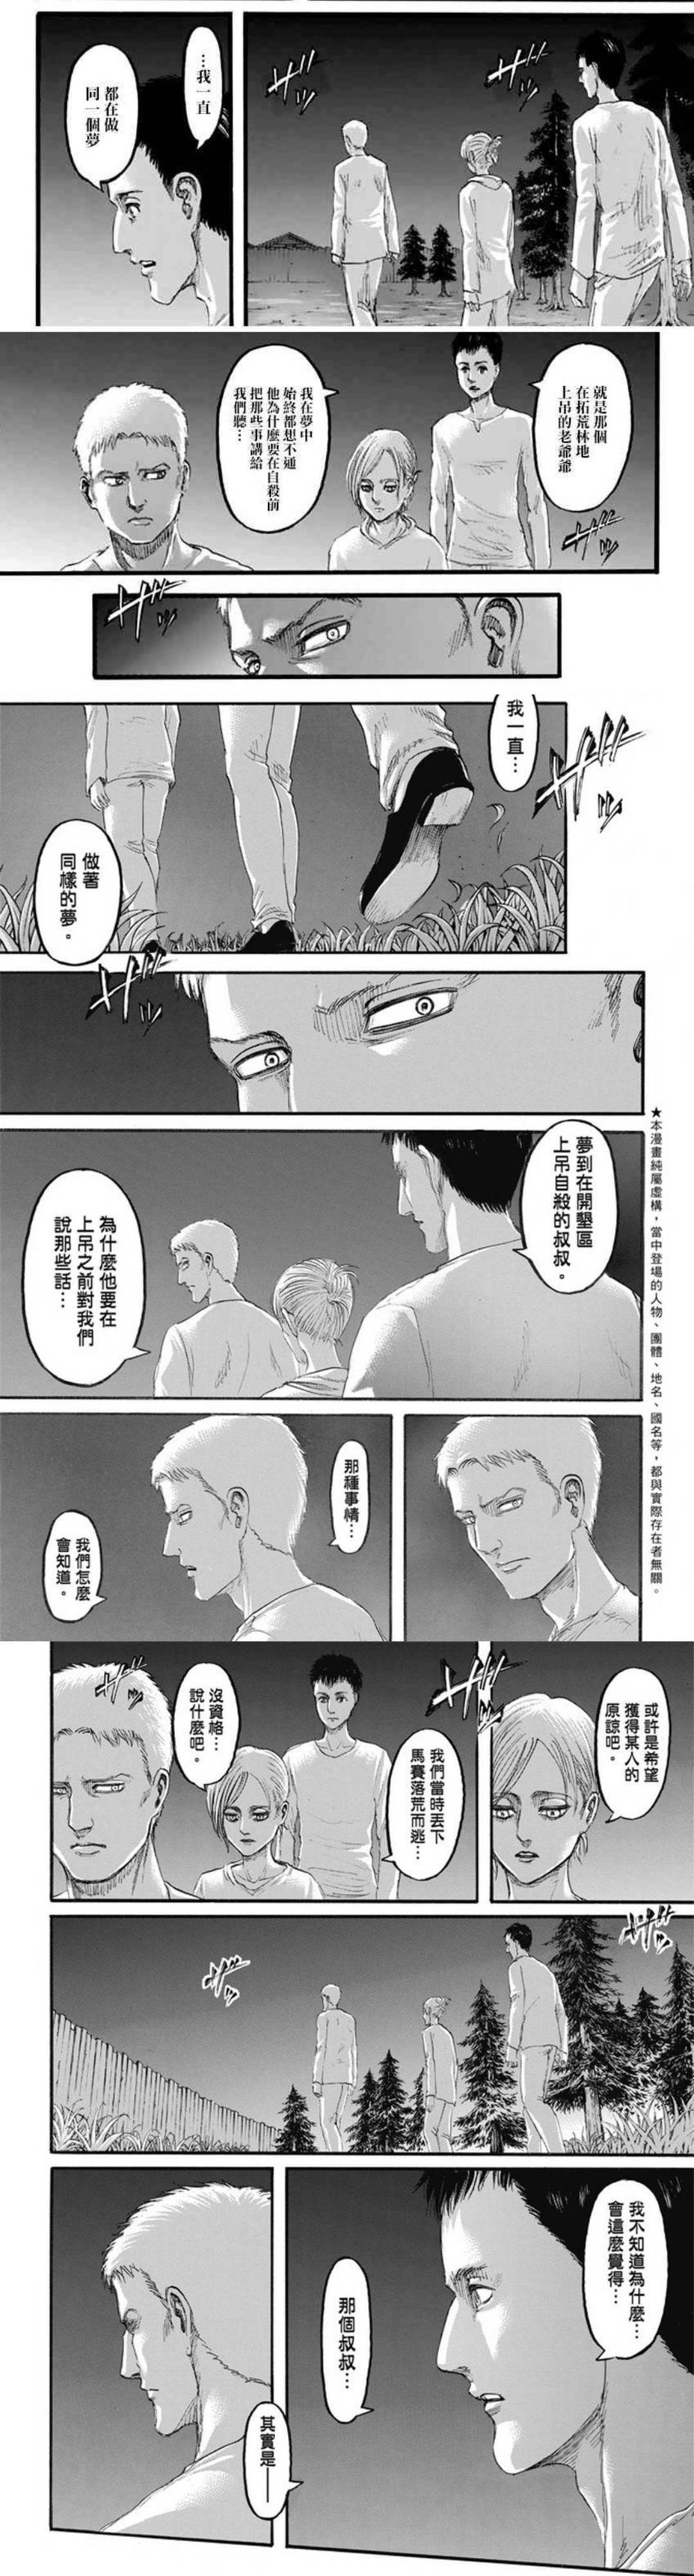 …我一直
都在做
同一個夢
就是那個
在拓荒林地
上吊的老爺爺
我在夢中
始終都想不通
他為什麼要在自殺前
把那些事講給
我們聽…
我一直…
做著
同樣的夢。
夢到在開墾區
上吊自殺的叔叔。
為什麼他要在
上吊之前對我們
說那些話…
★本漫畫純屬虛構，當中登場的人物、團體、地名、國名等，都與實際存在者無關。
那種事情…
我們怎麼
會知道。
或許是希望
獲得某人的
原諒吧。
我們當時丟下
馬賽落荒而逃…
沒資格…
說什麼吧。
我不知道為什麼…
會這麼覺得…
那個叔叔…
其實是——